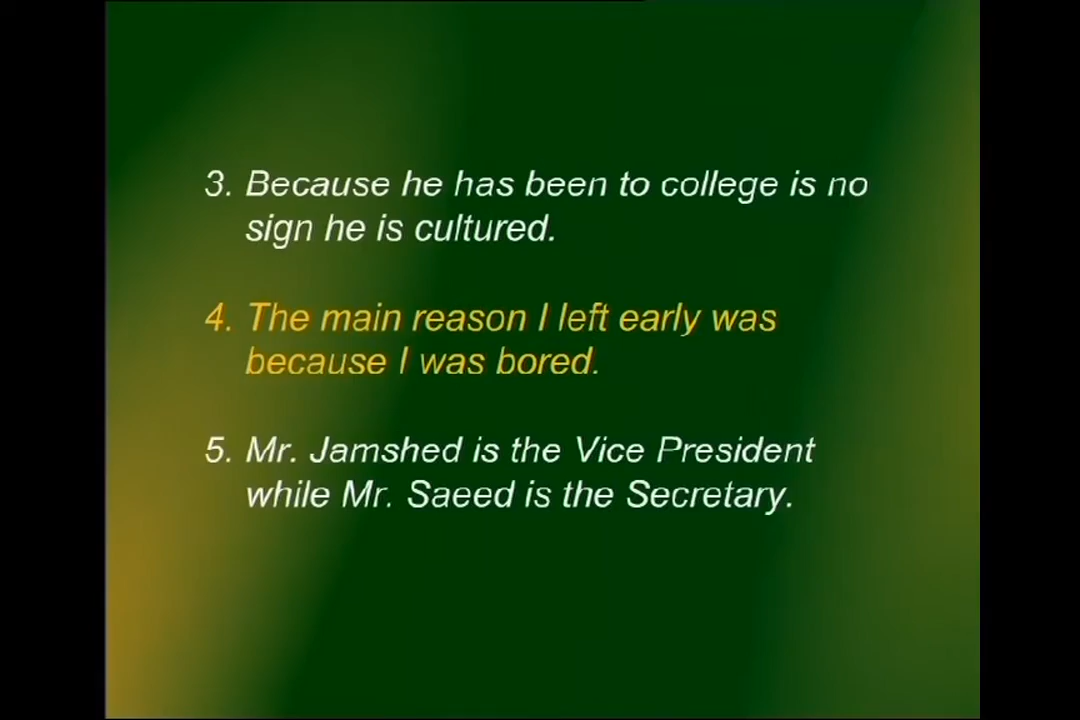 3. Because he has been to college is no
sign he is cultured.
4. The main reason I left early was
because I was bored.
5. Mr. Jamshed is the Vice President
while Mr. Saeed is the Secretary.